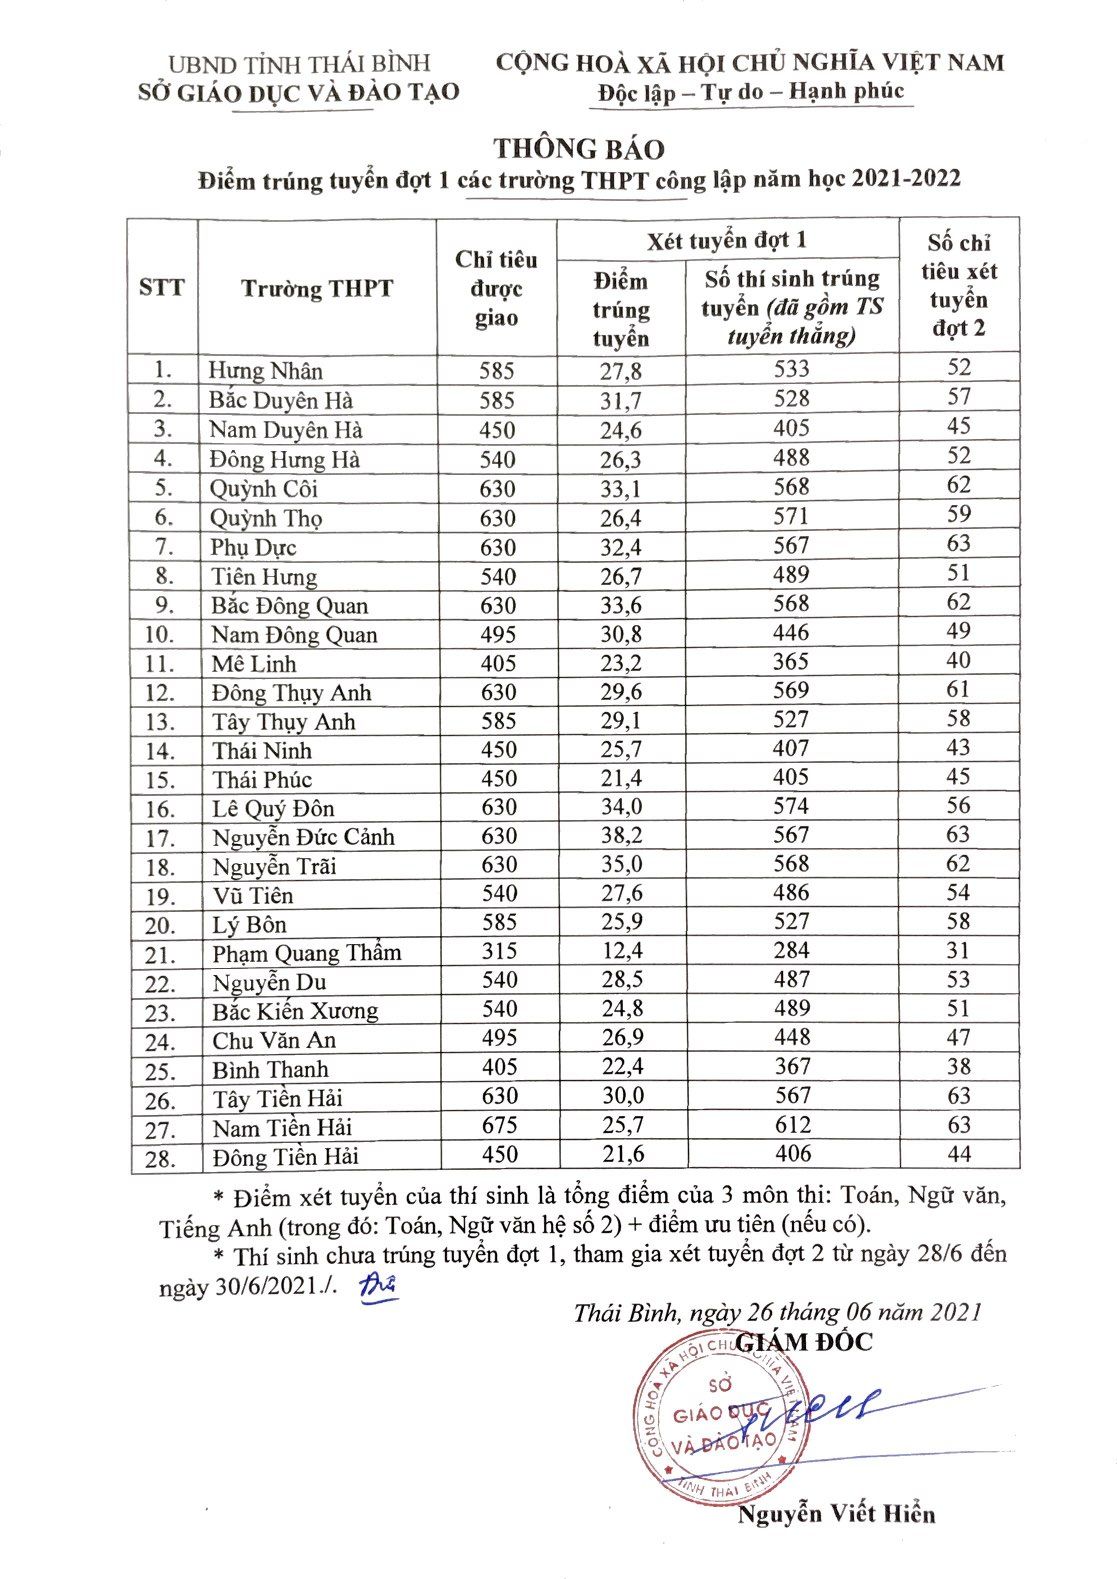 UBND TỈNH THÁI BÌNH
SỞ GIÁO DỤC VÀ ĐÀO TẠO
CỘNG HOÀ XÃ HỘI CHỦ NGHĨA VIỆT NAM
Độc lập – Tự do – Hạnh phúc
THÔNG BÁO
Điểm trúng tuyển đợt 1 các trường THPT công lập năm học 2021-2022
STT | Trường THPT | Chỉ tiêu được giao | Xét tuyển đợt 1 | Số chỉ tiêu xét tuyển đợt 2
Điểm trúng tuyển | Số thí sinh trúng tuyển (đã gồm TS tuyển thẳng)
1. | Hưng Nhân | 585 | 27,8 | 533 | 52
2. | Bắc Duyên Hà | 585 | 31,7 | 528 | 57
3. | Nam Duyên Hà | 450 | 24,6 | 405 | 45
4. | Đông Hưng Hà | 540 | 26,3 | 488 | 52
5. | Quỳnh Côi | 630 | 33,1 | 568 | 62
6. | Quỳnh Thọ | 630 | 26,4 | 571 | 59
7. | Phụ Dực | 630 | 32,4 | 567 | 63
8. | Tiên Hưng | 540 | 26,7 | 489 | 51
9. | Bắc Đông Quan | 630 | 33,6 | 568 | 62
10. | Nam Đông Quan | 495 | 30,8 | 446 | 49
11. | Mê Linh | 405 | 23,2 | 365 | 40
12. | Đông Thụy Anh | 630 | 29,6 | 569 | 61
13. | Tây Thụy Anh | 585 | 29,1 | 527 | 58
14. | Thái Ninh | 450 | 25,7 | 407 | 43
15. | Thái Phúc | 450 | 21,4 | 405 | 45
16. | Lê Quý Đôn | 630 | 34,0 | 574 | 56
17. | Nguyễn Đức Cảnh | 630 | 38,2 | 567 | 63
18. | Nguyễn Trãi | 630 | 35,0 | 568 | 62
19. | Vũ Tiên | 540 | 27,6 | 486 | 54
20. | Lý Bôn | 585 | 25,9 | 527 | 58
21. | Phạm Quang Thẩm | 315 | 12,4 | 284 | 31
22. | Nguyễn Du | 540 | 28,5 | 487 | 53
23. | Bắc Kiến Xương | 540 | 24,8 | 489 | 51
24. | Chu Văn An | 495 | 26,9 | 448 | 47
25. | Bình Thanh | 405 | 22,4 | 367 | 38
26. | Tây Tiền Hải | 630 | 30,0 | 567 | 63
27. | Nam Tiền Hải | 675 | 25,7 | 612 | 63
28. | Đông Tiền Hải | 450 | 21,6 | 406 | 44
* Điểm xét tuyển của thí sinh là tổng điểm của 3 môn thi: Toán, Ngữ văn,
Tiếng Anh (trong đó: Toán, Ngữ văn hệ số 2) + điểm ưu tiên (nếu có).
* Thí sinh chưa trúng tuyển đợt 1, tham gia xét tuyển đợt 2 từ ngày 28/6 đến
ngày 30/6/2021./.
Thái Bình, ngày 26 tháng 06 năm 2021
GIÁM ĐỐC
CỘNG HOÀ XÃ HỘI CHỦ NGHĨA VIỆT NAM
SỞ
GIÁO DỤC
VÀ ĐÀO TẠO
TỈNH THÁI BÌNH
Nguyễn Viết Hiển